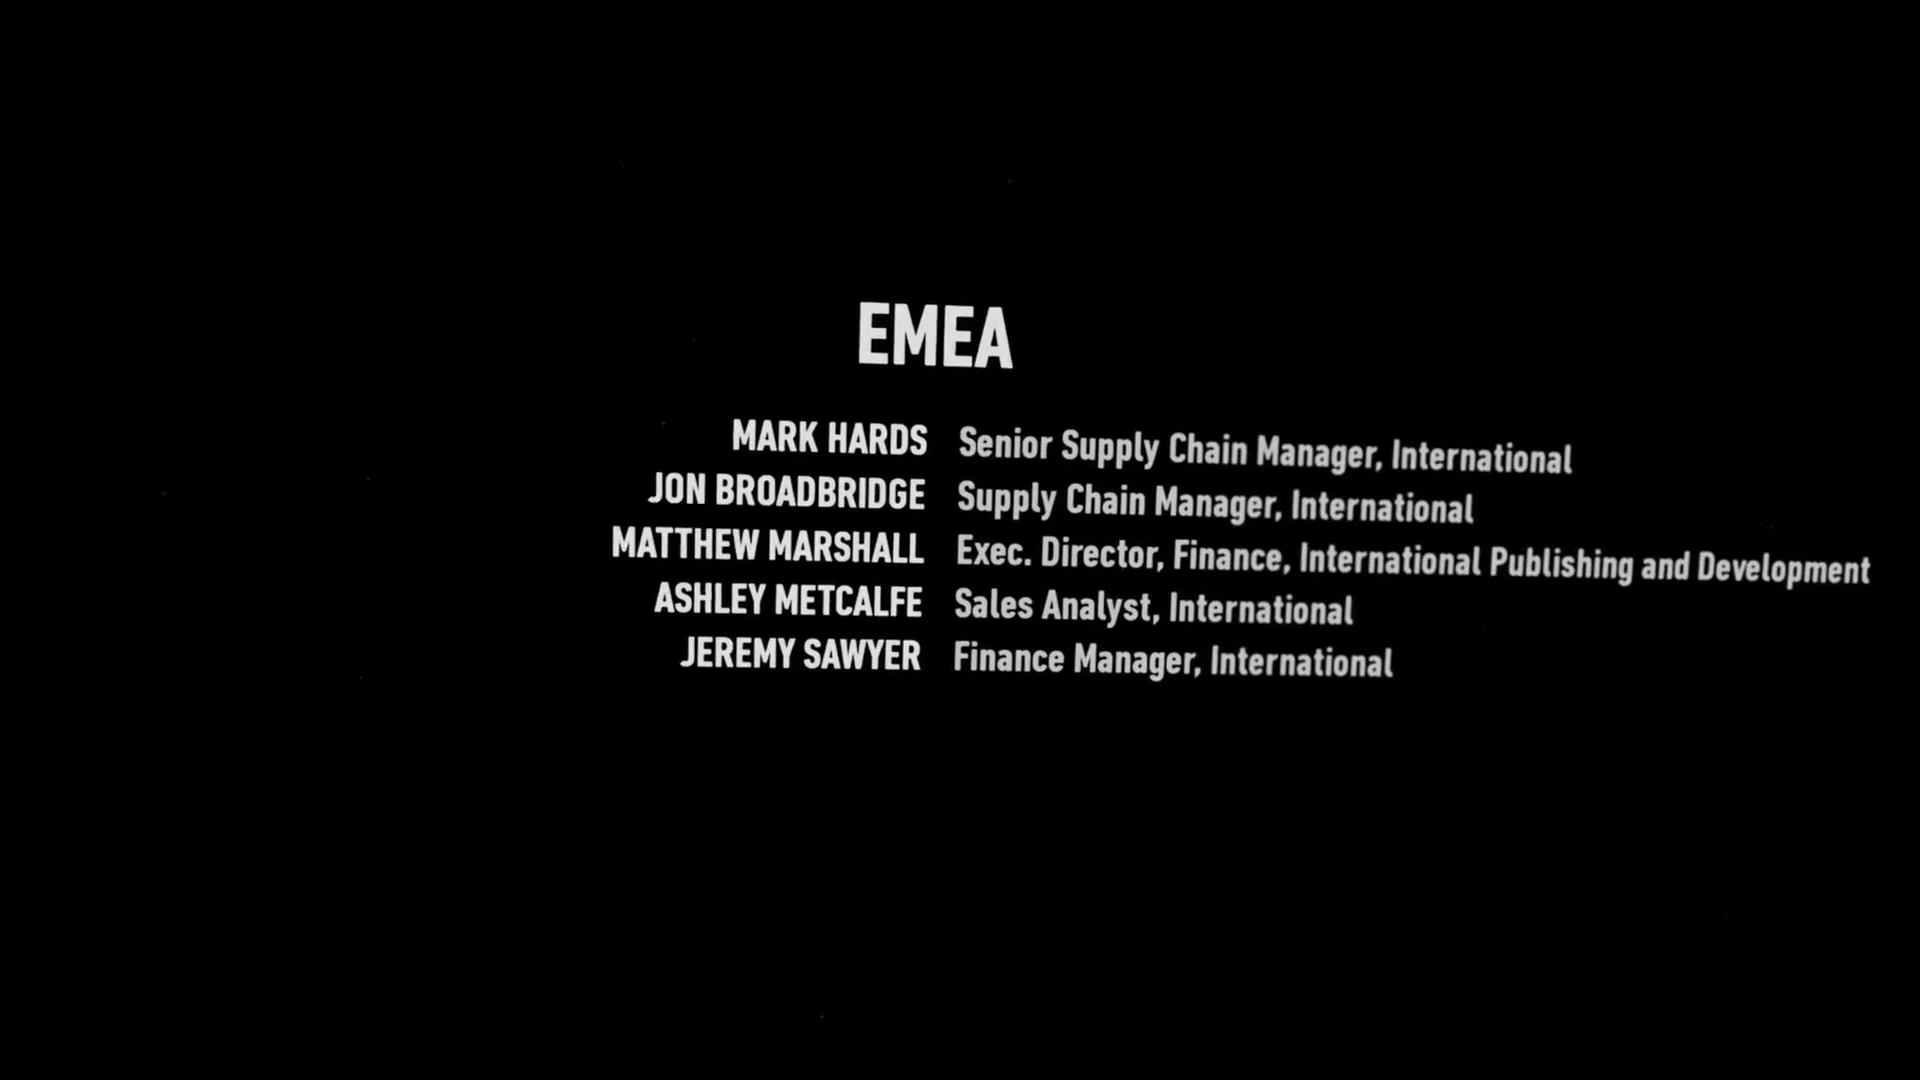 EMEA
MARK HARDS Senior Supply Chain Manager, International
JON BROADBRIDGE Supply Chain Manager, International
MATTHEW MARSHALL Exec. Director, Finance, International Publishing and Development
ASHLEY METCALFE Sales Analyst, International
JEREMY SAWYER Finance Manager, International